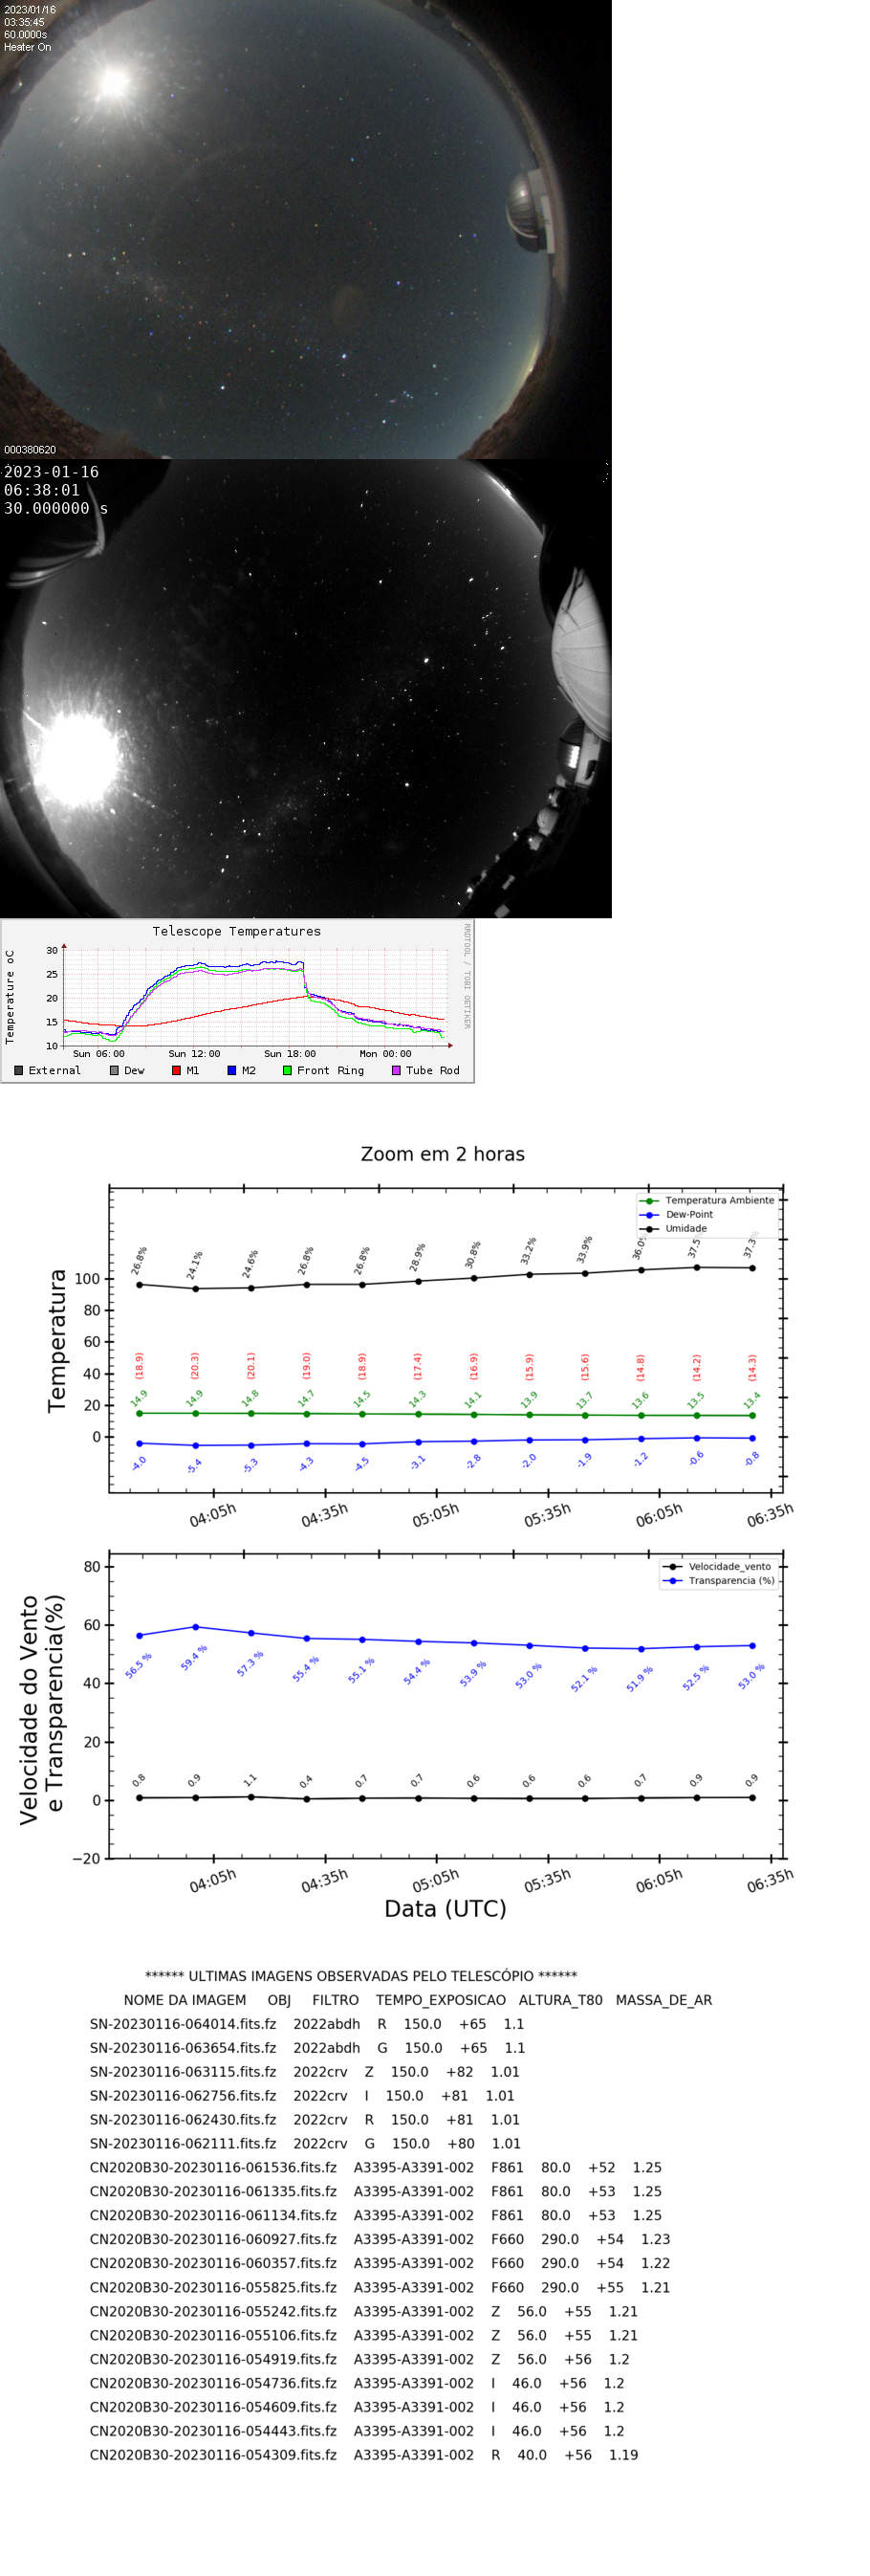 2023/01/16
03:35:45
60.0000s
Heater On
000380620
2023-01-16
06:38:01
30.000000 s
Telescope Temperatures
RRDTOOL / TOBI OETIKER
Temperature oC
30
25
20
15
10
Sun 06:00 Sun 12:00 Sun 18:00 Mon 00:00
External Dew M1 M2 Front Ring Tube Rod
Zoom em 2 horas
Temperatura Ambiente
Dew-Point
Umidade
Temperatura
100
80
60
40
20
0
26.8% 24.1% 24.6% 26.8% 26.8% 28.9% 30.8% 33.2% 33.9% 36.0% 37.5% 37.3%
(18.9) (20.3) (20.1) (19.0) (18.9) (17.4) (16.9) (15.9) (15.6) (14.8) (14.2) (14.3)
14.9 14.9 14.8 14.7 14.5 14.3 14.1 13.9 13.7 13.6 13.5 13.4
-4.0 -5.4 -5.3 -4.3 -4.5 -3.1 -2.8 -2.0 -1.9 -1.2 -0.6 -0.8
04:05h 04:35h 05:05h 05:35h 06:05h 06:35h
Velocidade_vento
Transparencia (%)
Velocidade do Vento
e Transparencia(%)
80
60
40
20
0
−20
56.5 % 59.4 % 57.3 % 55.4 % 55.1 % 54.4 % 53.9 % 53.0 % 52.1 % 51.9 % 52.5 % 53.0 %
0.8 0.9 1.1 0.4 0.7 0.7 0.6 0.6 0.6 0.7 0.9 0.9
04:05h 04:35h 05:05h 05:35h 06:05h 06:35h
Data (UTC)
****** ULTIMAS IMAGENS OBSERVADAS PELO TELESCÓPIO ******
NOME DA IMAGEM OBJ FILTRO TEMPO_EXPOSICAO ALTURA_T80 MASSA_DE_AR
SN-20230116-064014.fits.fz 2022abdh R 150.0 +65 1.1
SN-20230116-063654.fits.fz 2022abdh G 150.0 +65 1.1
SN-20230116-063115.fits.fz 2022crv Z 150.0 +82 1.01
SN-20230116-062756.fits.fz 2022crv I 150.0 +81 1.01
SN-20230116-062430.fits.fz 2022crv R 150.0 +81 1.01
SN-20230116-062111.fits.fz 2022crv G 150.0 +80 1.01
CN2020B30-20230116-061536.fits.fz A3395-A3391-002 F861 80.0 +52 1.25
CN2020B30-20230116-061335.fits.fz A3395-A3391-002 F861 80.0 +53 1.25
CN2020B30-20230116-061134.fits.fz A3395-A3391-002 F861 80.0 +53 1.25
CN2020B30-20230116-060927.fits.fz A3395-A3391-002 F660 290.0 +54 1.23
CN2020B30-20230116-060357.fits.fz A3395-A3391-002 F660 290.0 +54 1.22
CN2020B30-20230116-055825.fits.fz A3395-A3391-002 F660 290.0 +55 1.21
CN2020B30-20230116-055242.fits.fz A3395-A3391-002 Z 56.0 +55 1.21
CN2020B30-20230116-055106.fits.fz A3395-A3391-002 Z 56.0 +55 1.21
CN2020B30-20230116-054919.fits.fz A3395-A3391-002 Z 56.0 +56 1.2
CN2020B30-20230116-054736.fits.fz A3395-A3391-002 I 46.0 +56 1.2
CN2020B30-20230116-054609.fits.fz A3395-A3391-002 I 46.0 +56 1.2
CN2020B30-20230116-054443.fits.fz A3395-A3391-002 I 46.0 +56 1.2
CN2020B30-20230116-054309.fits.fz A3395-A3391-002 R 40.0 +56 1.19